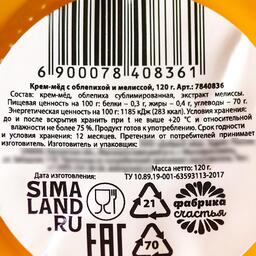 6 900078 408361
Крем-мёд с облепихой и мелиссой, 120 г. Арт.: 7840836
Состав: крем-мёд, облепиха сублимированная, экстракт мелиссы.
Пищевая ценность на 100 г: белки – 0,3 г, жиры – 0,4 г, углеводы – 70 г.
Энергетическая ценность на 100 г: 1185 кДж (283 ккал). Условия хранения:
до и после вскрытия хранить при t не выше +20 °С и относительной
влажности не более 75 %. Продукт готов к употреблению. Срок годности
и условия хранения: 12 месяцев. Претензии от потребителей принимает
изготовитель. Изготовитель и упаковщик:
Масса нетто: 120 г.
ТУ 10.89.19-001-63593113-2017
SIMA
LAND
.RU
21
фабрика
счастья
EAC
70